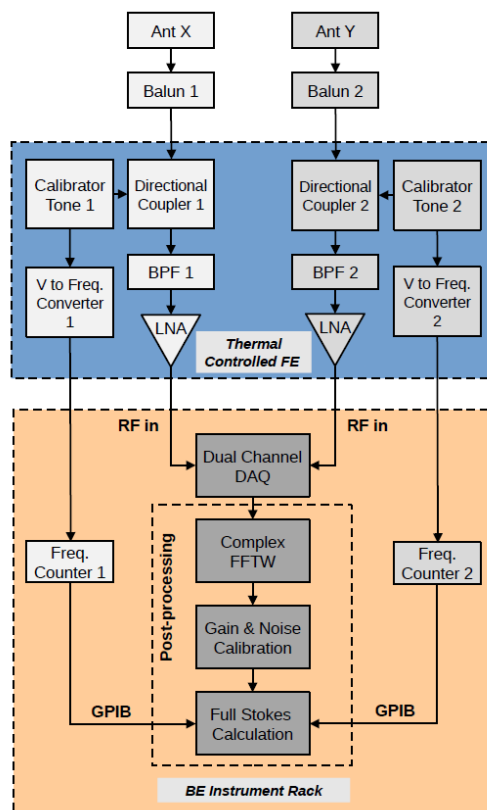 Ant X
Ant Y
Balun 1
Balun 2
Calibrator
Tone 1
Directional
Coupler 1
Directional
Coupler 2
Calibrator
Tone 2
V to Freq.
Converter
1
BPF 1
BPF 2
V to Freq.
Converter
2
LNA
LNA
Thermal
Controlled FE
RF in
RF in
Dual Channel
DAQ
Post-processing
Complex
FFTW
Freq.
Counter 1
Freq.
Counter 2
Gain & Noise
Calibration
GPIB
GPIB
Full Stokes
Calculation
BE Instrument Rack